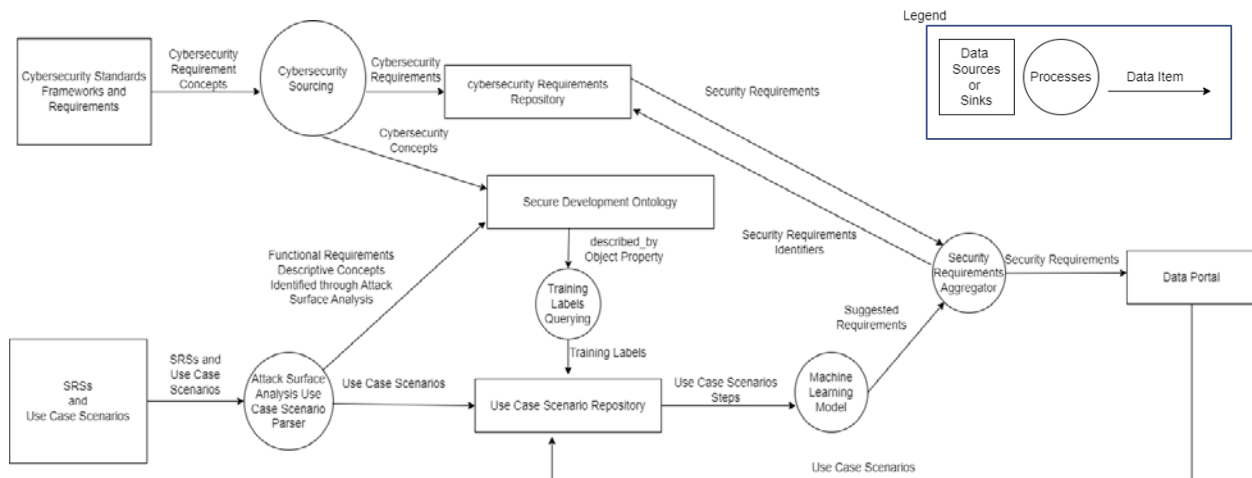 Legend
Data
Sources
or
Sinks
Processes
Data Item
Cybersecurity Standards
Frameworks and
Requirements
Cybersecurity
Requirement
Concepts
Cybersecurity
Sourcing
Cybersecurity
Requirements
cybersecurity Requirements
Repository
Security Requirements
Cybersecurity
Concepts
Secure Development Ontology
described_by
Object Property
Security Requirements
Identifiers
Functional Requirements
Descriptive Concepts
Identified through Attack
Surface Analysis
Training
Labels
Querying
Training Labels
Security
Requirements
Aggregator
Security Requirements
Data Portal
Suggested
Requirements
SRSs
and
Use Case Scenarios
SRSs and
Use Case
Scenarios
Attack Surface
Analysis Use
Case Scenario
Parser
Use Case Scenarios
Use Case Scenario Repository
Use Case Scenarios
Steps
Machine
Learning
Model
Use Case Scenarios